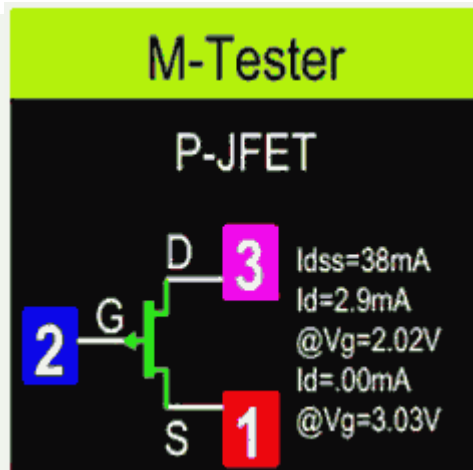 M-Tester
P-JFET
D
3
G
2
S
1
Idss=38mA
Id=2.9mA
@Vg=2.02V
Id=.00mA
@Vg=3.03V